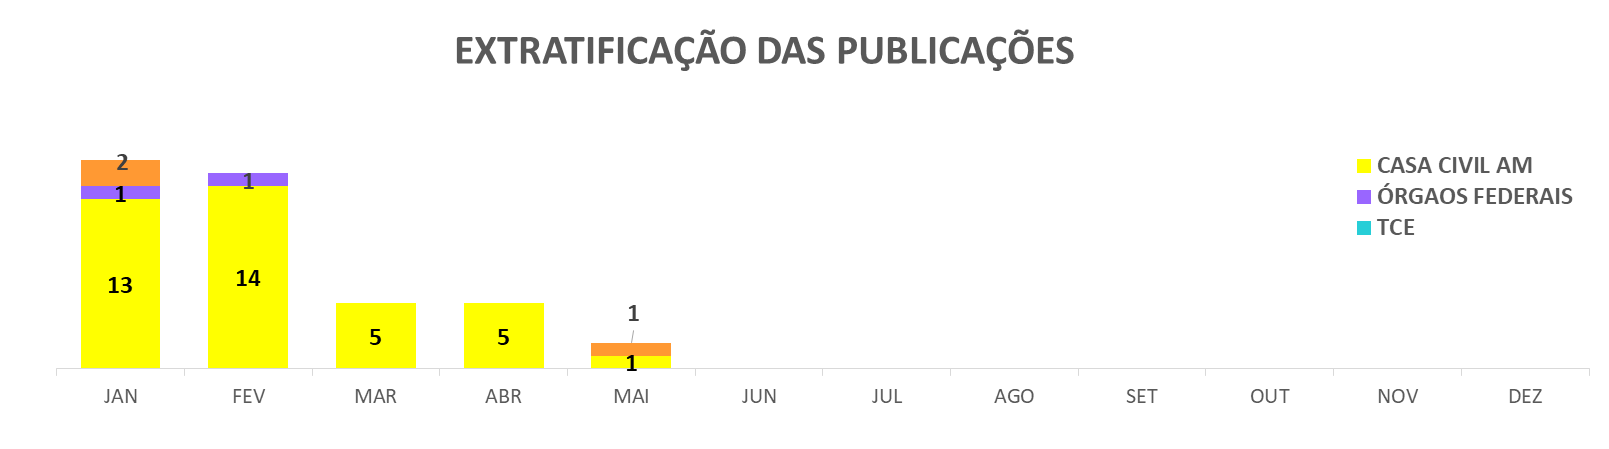 EXTRATIFICAÇÃO DAS PUBLICAÇÕES
2
1
13
1
14
5
5
1
1
CASA CIVIL AM
ÓRGAOS FEDERAIS
TCE
JAN FEV MAR ABR MAI JUN JUL AGO SET OUT NOV DEZ